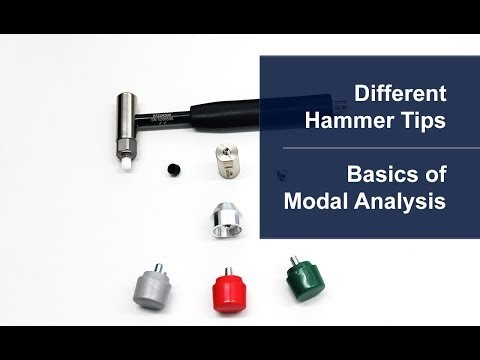 Different
Hammer Tips
Basics of
Modal Analysis